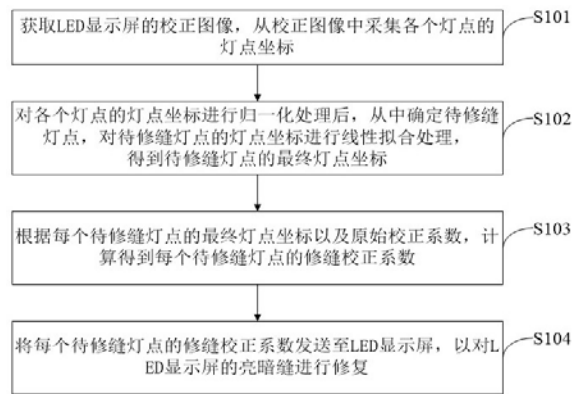 获取LED显示屏的校正图像，从校正图像中采集各个灯点的
灯点坐标
S101
对各个灯点的灯点坐标进行归一化处理后，从中确定待修缝
灯点，对待修缝灯点的灯点坐标进行线性拟合处理，
得到待修缝灯点的最终灯点坐标
S102
根据每个待修缝灯点的最终灯点坐标以及原始校正系数，计
算得到每个待修缝灯点的修缝校正系数
S103
将每个待修缝灯点的修缝校正系数发送至LED显示屏，以对L
ED显示屏的亮暗缝进行修复
S104